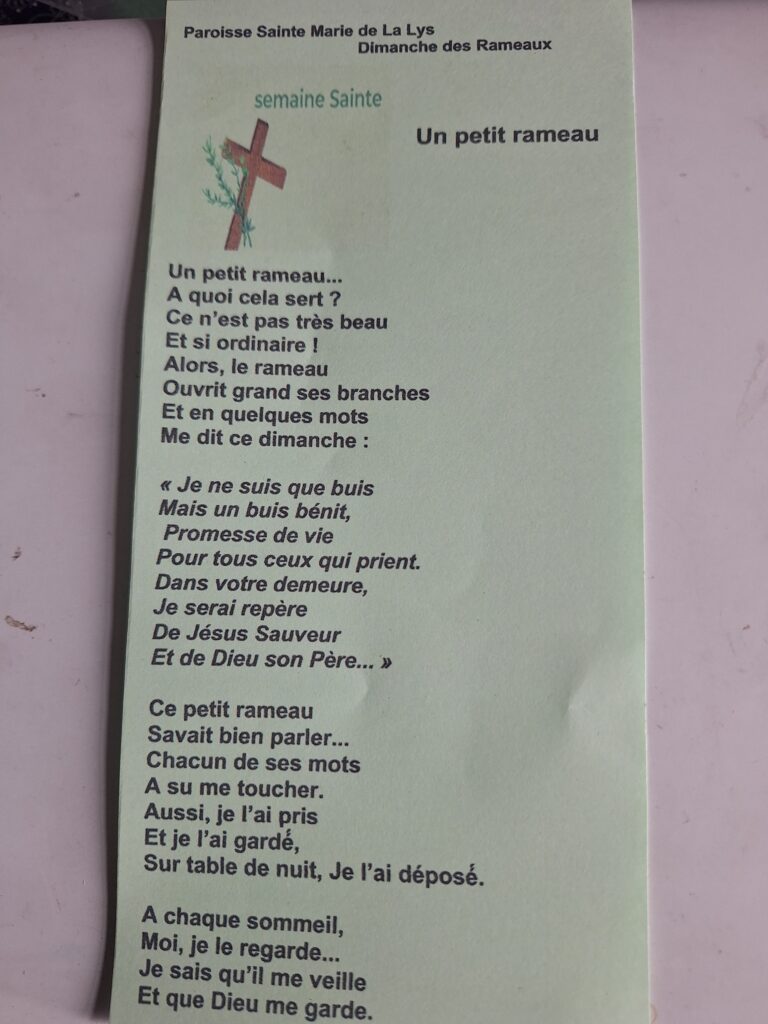 Paroisse Sainte Marie de La Lys
Dimanche des Rameaux
semaine Sainte
Un petit rameau
Un petit rameau...
A quoi cela sert ?
Ce n'est pas très beau
Et si ordinaire !
Alors, le rameau
Ouvrit grand ses branches
Et en quelques mots
Me dit ce dimanche :
« Je ne suis que buis
Mais un buis bénit,
Promesse de vie
Pour tous ceux qui prient.
Dans votre demeure,
Je serai repère
De Jésus Sauveur
Et de Dieu son Père... »
Ce petit rameau
Savait bien parler...
Chacun de ses mots
A su me toucher.
Aussi, je l'ai pris
Et je l'ai gardé,
Sur table de nuit, Je l'ai déposé.
A chaque sommeil,
Moi, je le regarde...
Je sais qu'il me veille
Et que Dieu me garde.